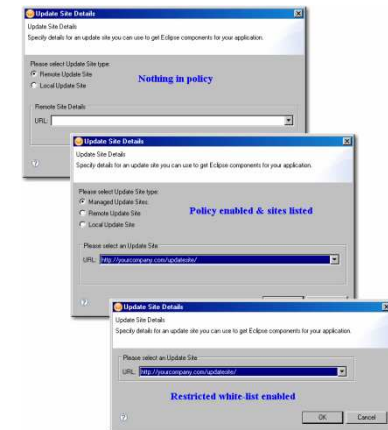 Update Site Details
Update Site Details
Specify details for an update site you can use to get Eclipse components for your application.
Please select Update Site type:
Remote Update Site
Local Update Site
Nothing in policy
Remote Site Details
URL:
Update Site Details
Update Site Details
Specify details for an update site you can use to get Eclipse components for your application.
Please select Update Site type:
Managed Update Sites
Remote Update Site
Local Update Site
Policy enabled & sites listed
Please select an Update Site
URL: http://yourcompany.com/updatesite/
Update Site Details
Update Site Details
Specify details for an update site you can use to get Eclipse components for your application.
Please select an Update Site
URL: http://yourcompany.com/updatesite/
Restricted white-list enabled
OK Cancel